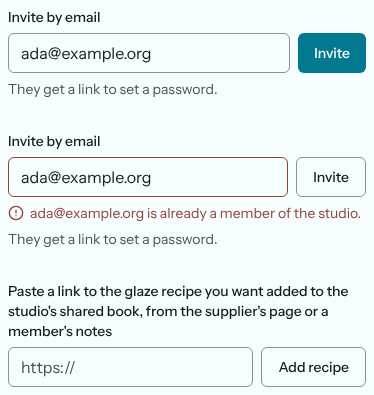 Invite by email
ada@example.org
Invite
They get a link to set a password.
Invite by email
ada@example.org
Invite
ada@example.org is already a member of the studio.
They get a link to set a password.
Paste a link to the glaze recipe you want added to the
studio's shared book, from the supplier's page or a
member's notes
https://
Add recipe